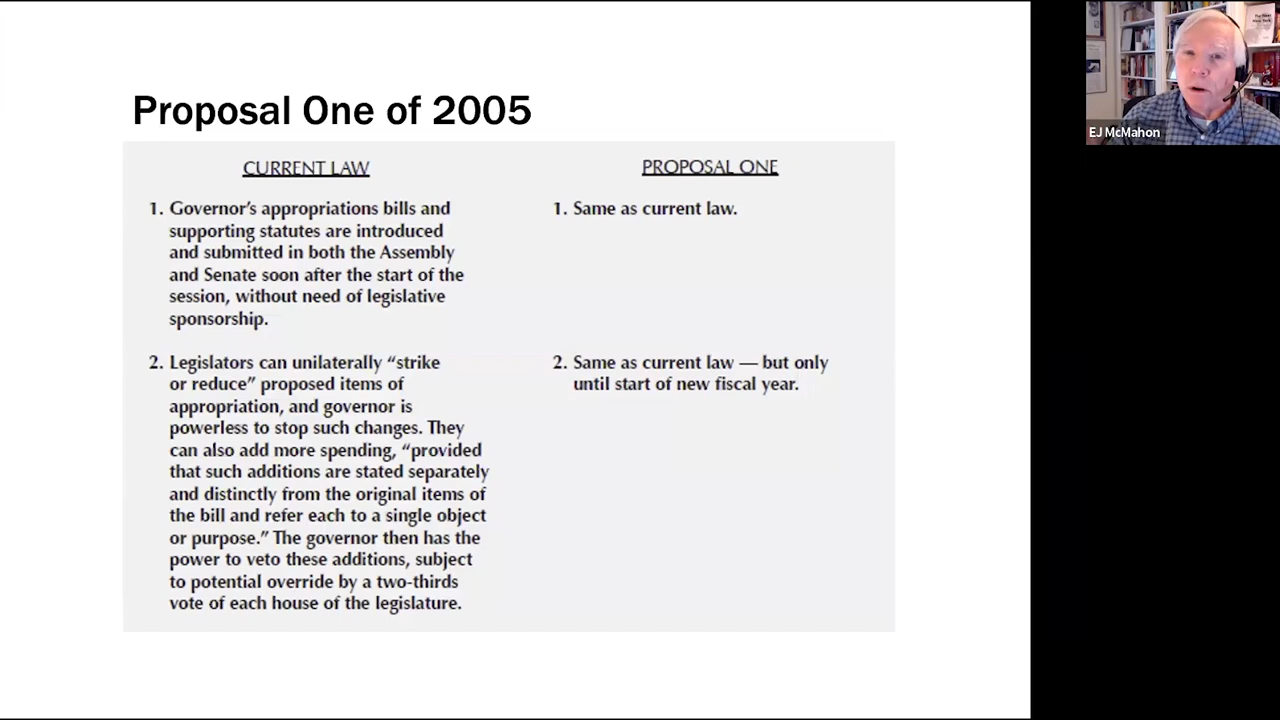 Proposal One of 2005
CURRENT LAW
1. Governor's appropriations bills and
supporting statutes are introduced
and submitted in both the Assembly
and Senate soon after the start of the
session, without need of legislative
sponsorship.
2. Legislators can unilaterally “strike
or reduce” proposed items of
appropriation, and governor is
powerless to stop such changes. They
can also add more spending, “provided
that such additions are stated separately
and distinctly from the original items of
the bill and refer each to a single object
or purpose.” The governor then has the
power to veto these additions, subject
to potential override by a two-thirds
vote of each house of the legislature.
PROPOSAL ONE
1. Same as current law.
2. Same as current law — but only
until start of new fiscal year.
EJ McMahon